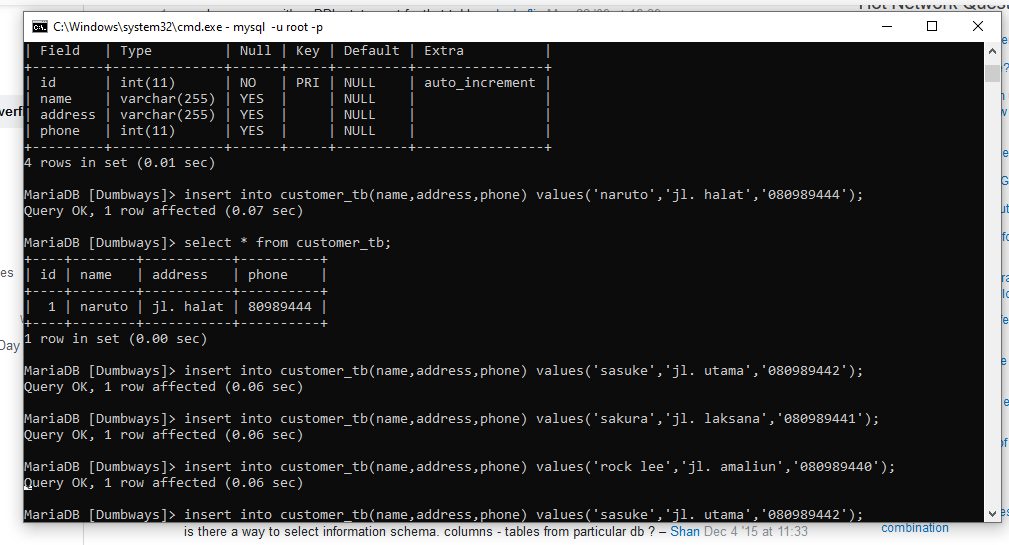 C:\Windows\system32\cmd.exe - mysql -u root -p
| Field | Type | Null | Key | Default | Extra |
+---------+--------------+------+-----+---------+----------------+
| id | int(11) | NO | PRI | NULL | auto_increment |
| name | varchar(255) | YES | | NULL | |
| address | varchar(255) | YES | | NULL | |
| phone | int(11) | YES | | NULL | |
+---------+--------------+------+-----+---------+----------------+
4 rows in set (0.01 sec)
MariaDB [Dumbways]> insert into customer_tb(name,address,phone) values('naruto','jl. halat','080989444');
Query OK, 1 row affected (0.07 sec)
MariaDB [Dumbways]> select * from customer_tb;
+----+--------+-----------+----------+
| id | name | address | phone |
+----+--------+-----------+----------+
| 1 | naruto | jl. halat | 80989444 |
+----+--------+-----------+----------+
1 row in set (0.00 sec)
MariaDB [Dumbways]> insert into customer_tb(name,address,phone) values('sasuke','jl. utama','080989442');
Query OK, 1 row affected (0.06 sec)
MariaDB [Dumbways]> insert into customer_tb(name,address,phone) values('sakura','jl. laksana','080989441');
Query OK, 1 row affected (0.06 sec)
MariaDB [Dumbways]> insert into customer_tb(name,address,phone) values('rock lee','jl. amaliun','080989440');
Query OK, 1 row affected (0.06 sec)
MariaDB [Dumbways]> insert into customer_tb(name,address,phone) values('sasuke','jl. utama','080989442');
is there a way to select information schema. columns - tables from particular db ? – Shan Dec 4 '15 at 11:33
combination
Day